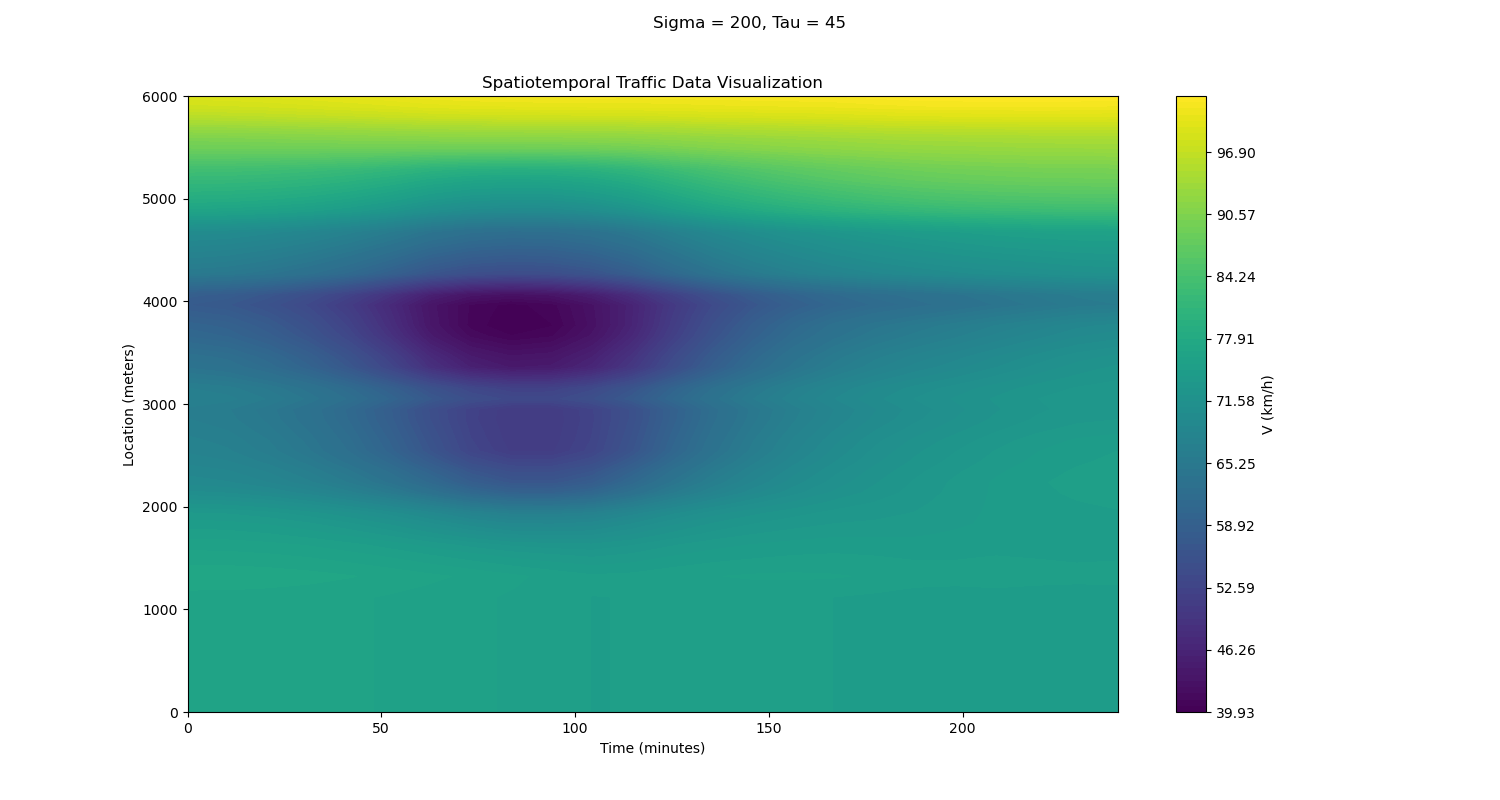 Sigma = 200, Tau = 45
Spatiotemporal Traffic Data Visualization
6000
5000
4000
3000
2000
1000
0
Location (meters)
0 50 100 150 200
Time (minutes)
96.90
90.57
84.24
77.91
71.58
65.25
58.92
52.59
46.26
39.93
V (km/h)